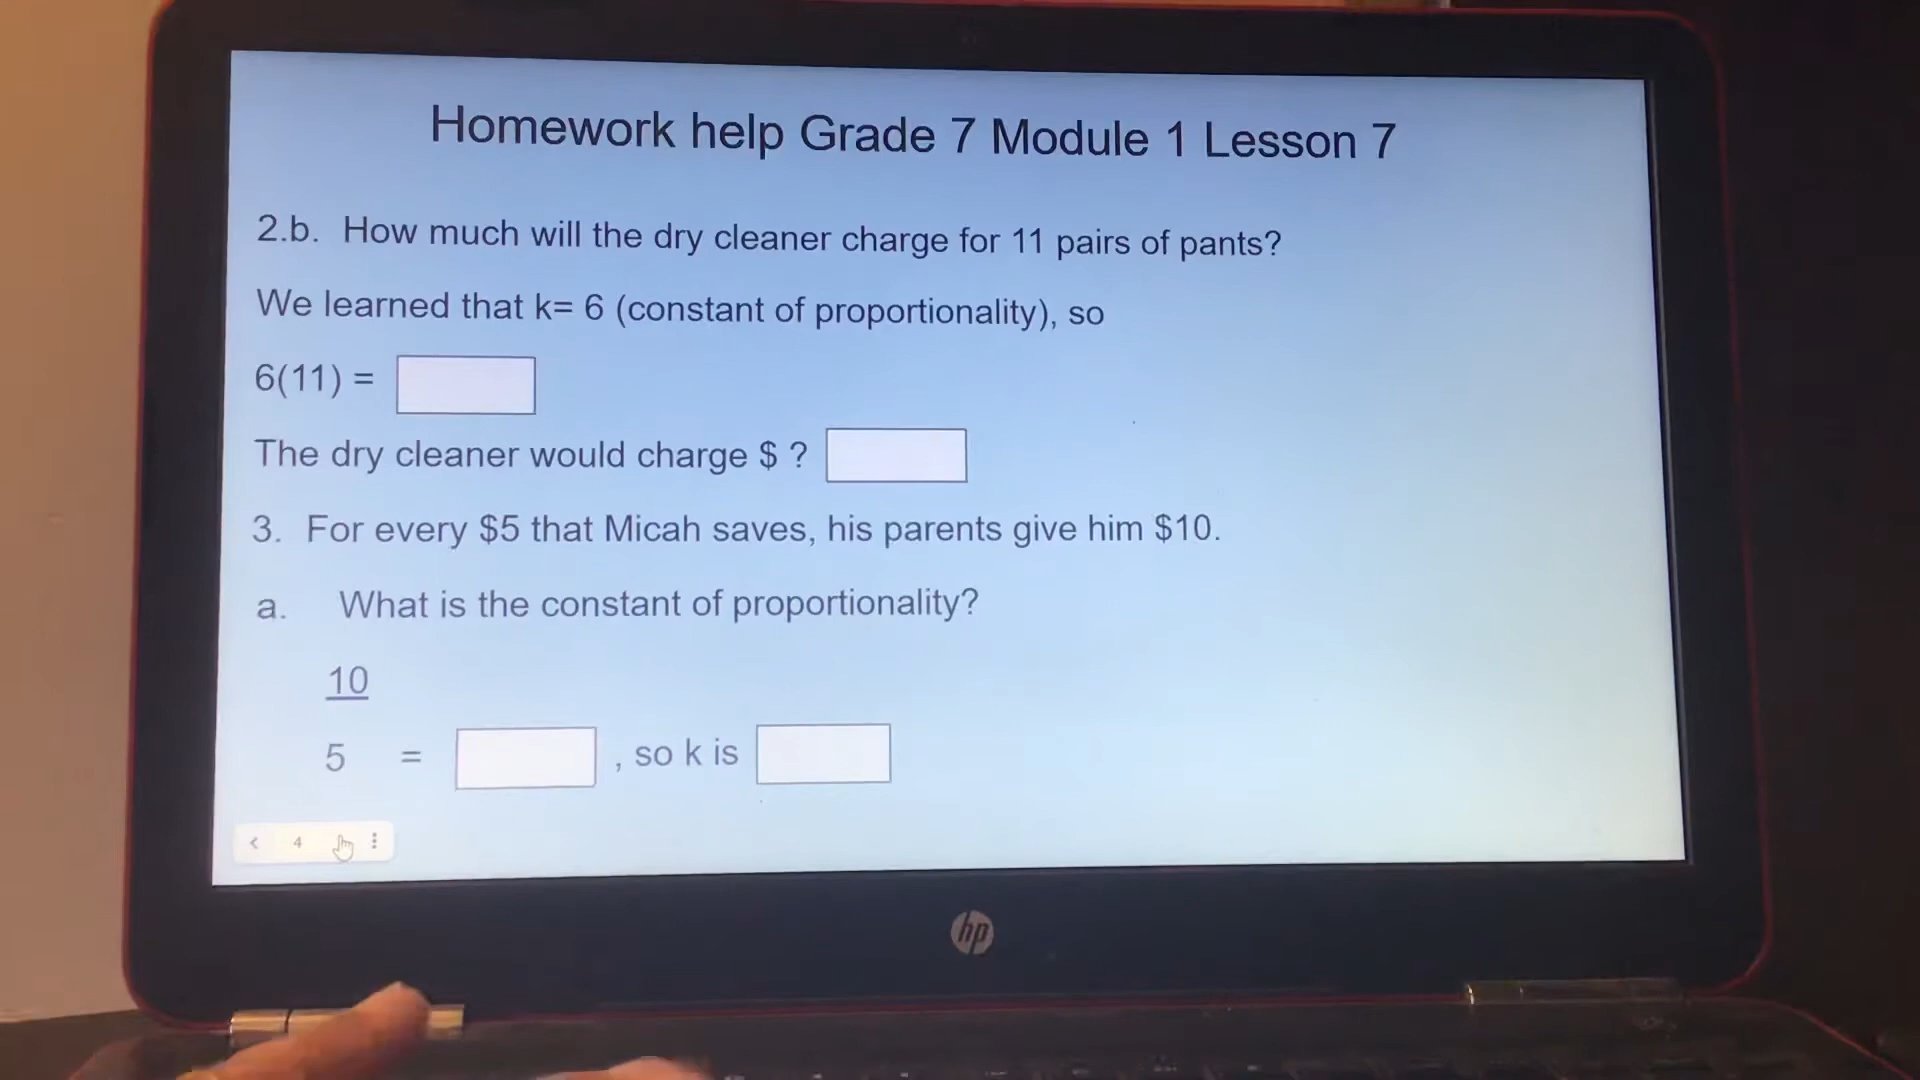 Homework help Grade 7 Module 1 Lesson 7
2.b. How much will the dry cleaner charge for 11 pairs of pants?
We learned that k= 6 (constant of proportionality), so
6(11) =
The dry cleaner would charge $ ?
3. For every $5 that Micah saves, his parents give him $10.
a. What is the constant of proportionality?
10
5 = , so k is
4
hp